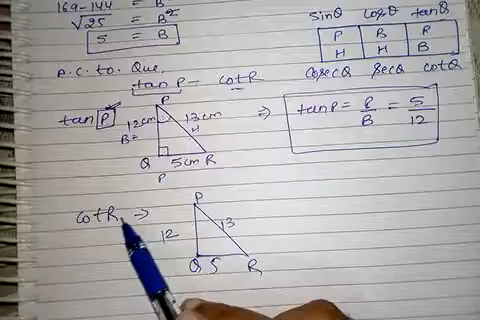 169-144 = B²
√25 = B²
5 = B
sinθ cosθ tanθ
P B P
H H B
cosecθ secθ cotθ
A.C. to. Que,
tan P - cot R
tan P
P
12cm 13cm
B= H
Q 5cm R
P
⇒ tan P = P/B = 5/12
cot R ⇒
P
12 13
Q 5 R